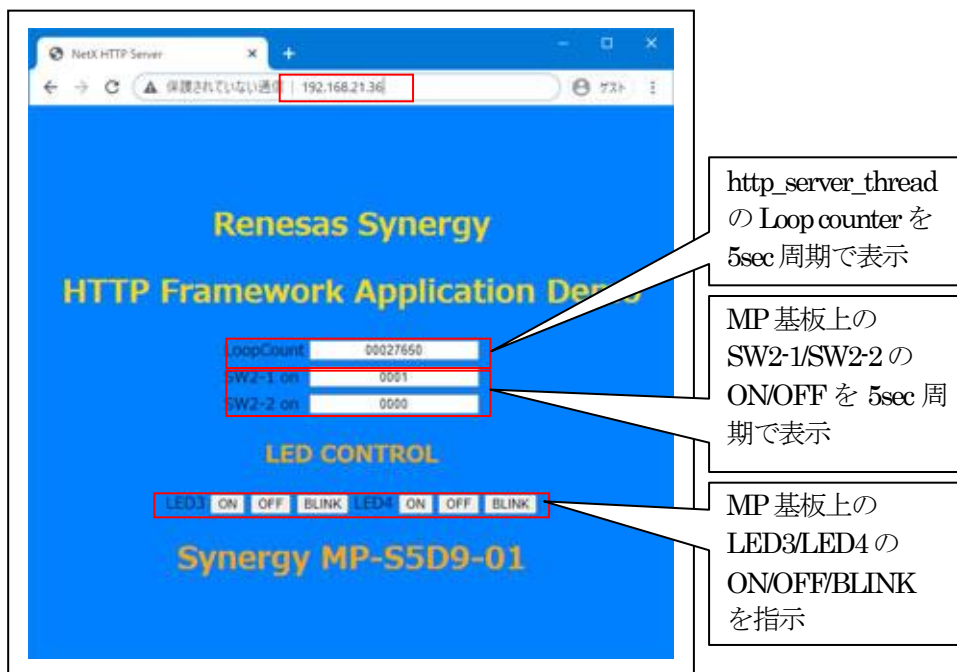 NetX HTTP Server
保護されていない通信 192.168.21.36
ゲスト
Renesas Synergy
HTTP Framework Application Demo
LoopCount 00027650
SW2-1 on 0001
SW2-2 on 0000
LED CONTROL
LED3 ON OFF BLINK LED4 ON OFF BLINK
Synergy MP-S5D9-01
http_server_thread
の Loop counter を
5sec 周期で表示
MP 基板上の
SW2-1/SW2-2 の
ON/OFF を 5sec 周
期で表示
MP 基板上の
LED3/LED4 の
ON/OFF/BLINK
を指示